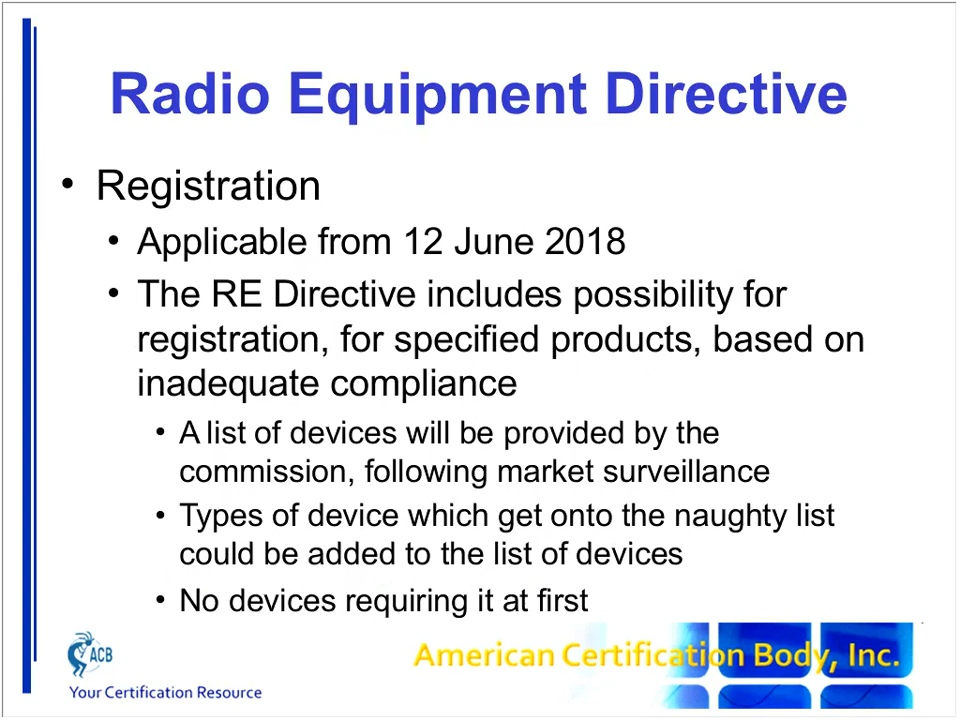 Radio Equipment Directive
• Registration
• Applicable from 12 June 2018
• The RE Directive includes possibility for
registration, for specified products, based on
inadequate compliance
• A list of devices will be provided by the
commission, following market surveillance
• Types of device which get onto the naughty list
could be added to the list of devices
• No devices requiring it at first
ACB
American Certification Body, Inc.
Your Certification Resource